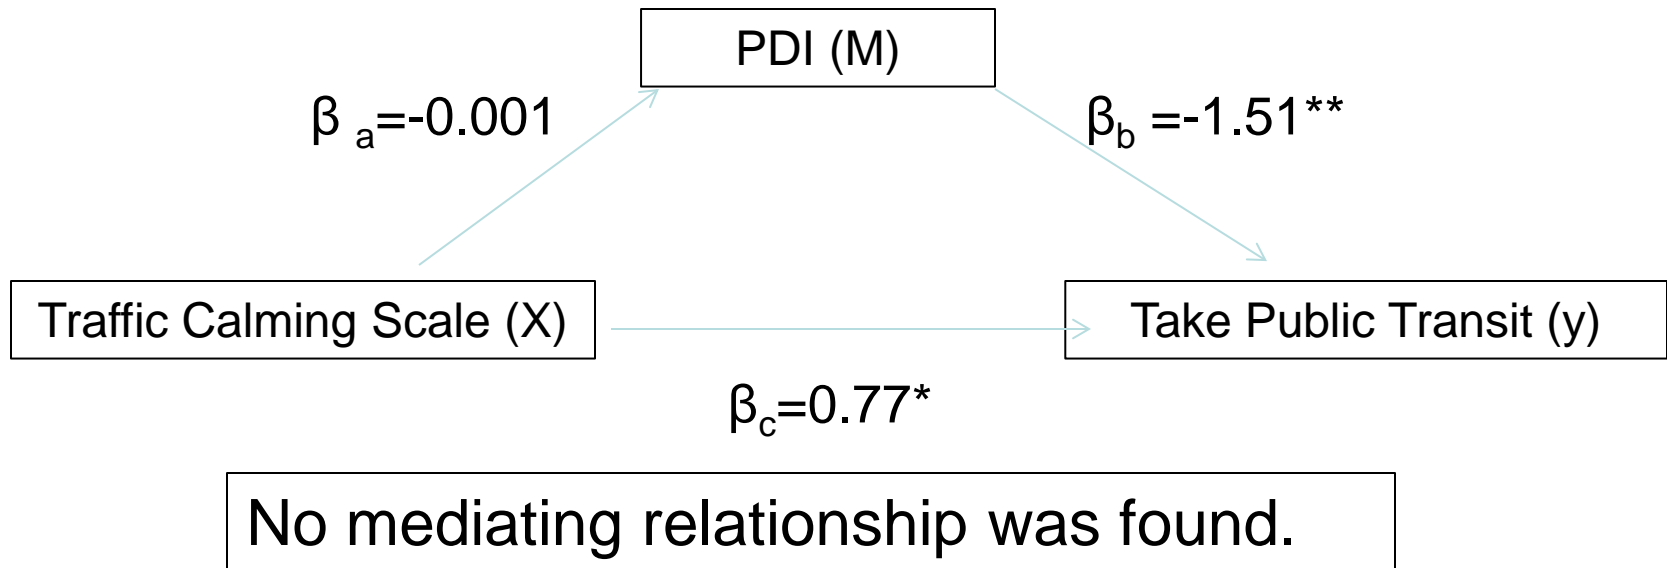 PDI (M)
β a=-0.001
βb =-1.51**
Traffic Calming Scale (X)
Take Public Transit (y)
βc=0.77*
No mediating relationship was found.